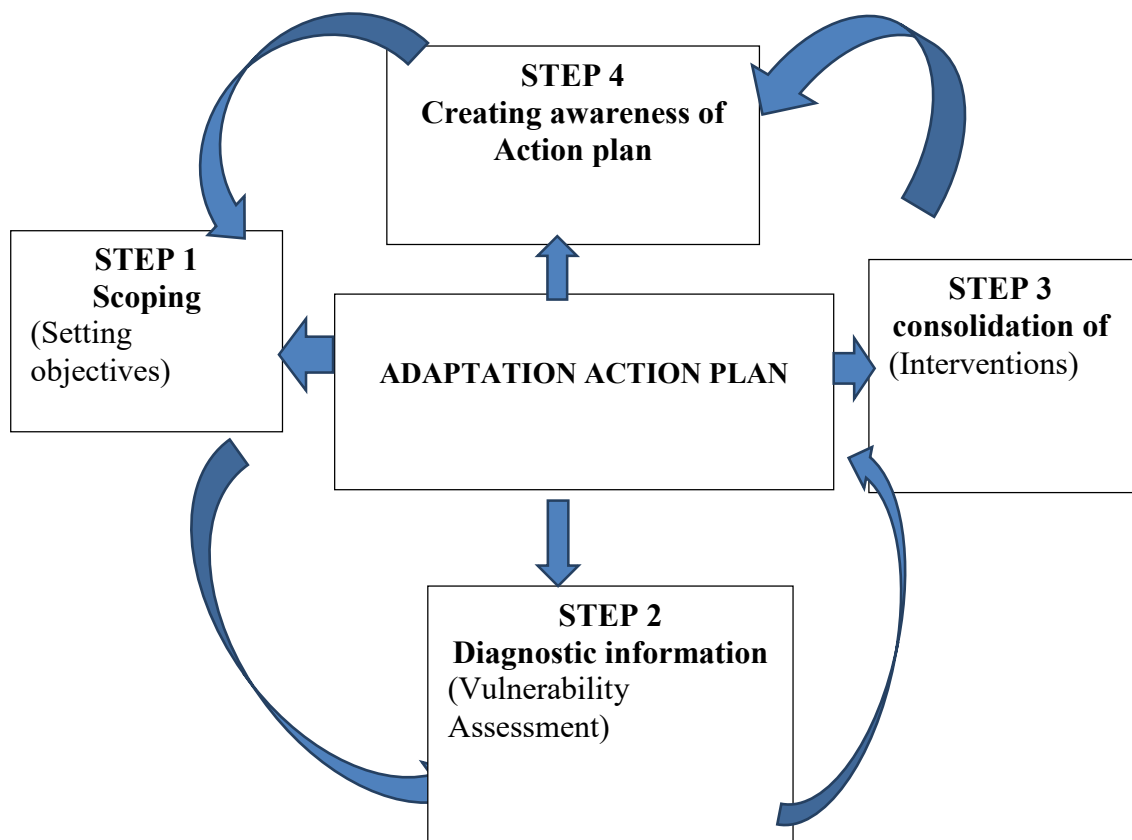 STEP 4
Creating awareness of
Action plan
STEP 1
Scoping
(Setting
objectives)
STEP 3
consolidation of
(Interventions)
ADAPTATION ACTION PLAN
STEP 2
Diagnostic information
(Vulnerability
Assessment)